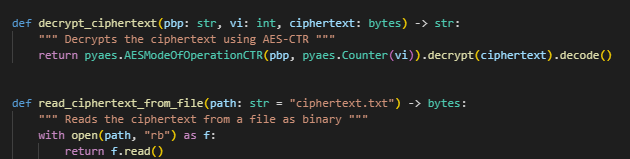 def decrypt_ciphertext(pbp: str, vi: int, ciphertext: bytes) -> str:
    """ Decrypts the ciphertext using AES-CTR """
    return pyaes.AESModeOfOperationCTR(pbp, pyaes.Counter(vi)).decrypt(ciphertext).decode()
def read_ciphertext_from_file(path: str = "ciphertext.txt") -> bytes:
    """ Reads the ciphertext from a file as binary """
    with open(path, "rb") as f:
        return f.read()